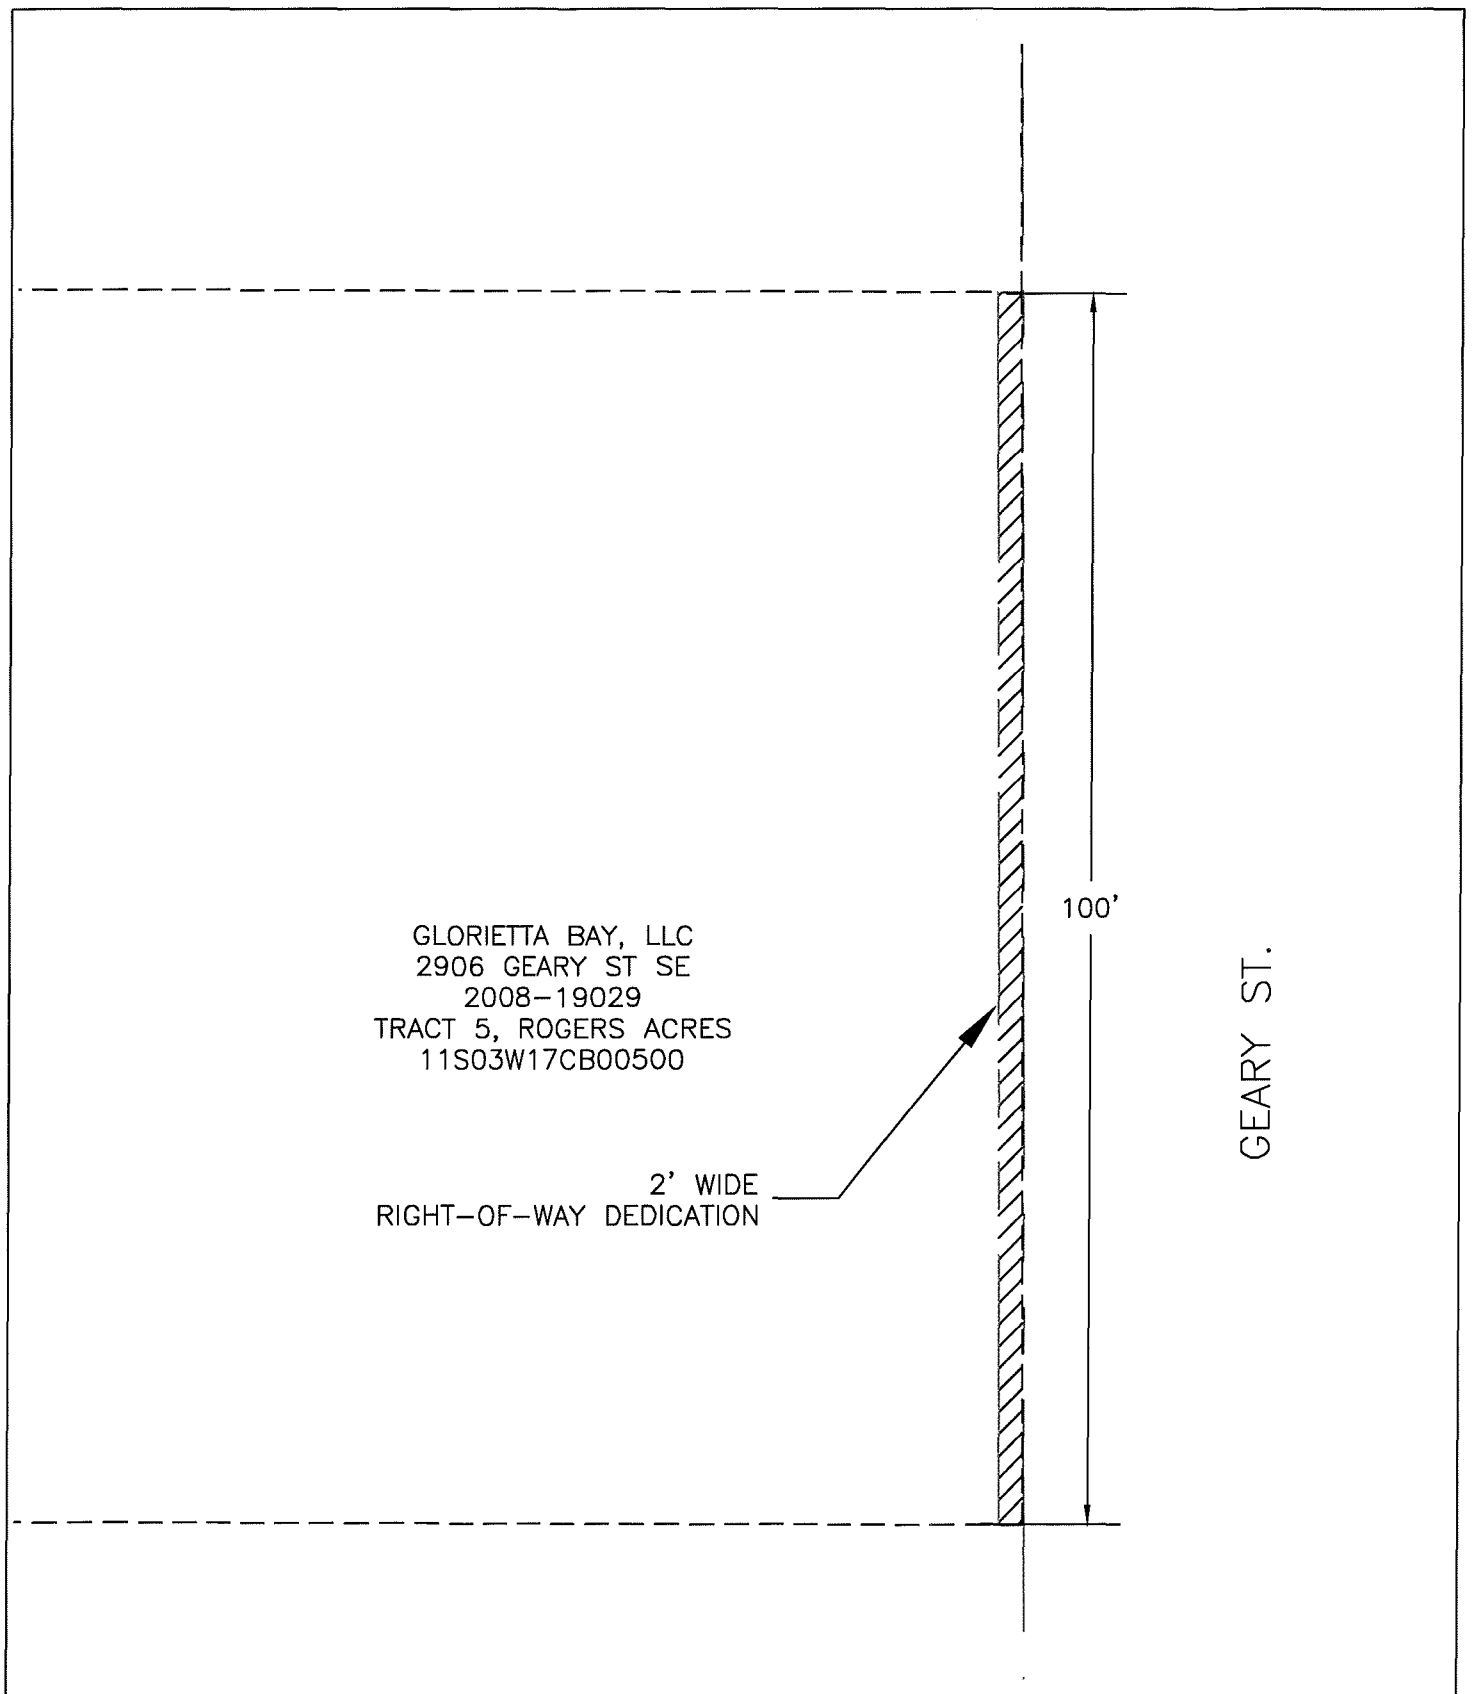 GLORIETTA BAY, LLC
2906 GEARY ST SE
2008-19029
TRACT 5, ROGERS ACRES
11S03W17CB00500
2' WIDE
RIGHT-OF-WAY DEDICATION
100'
GEARY ST.